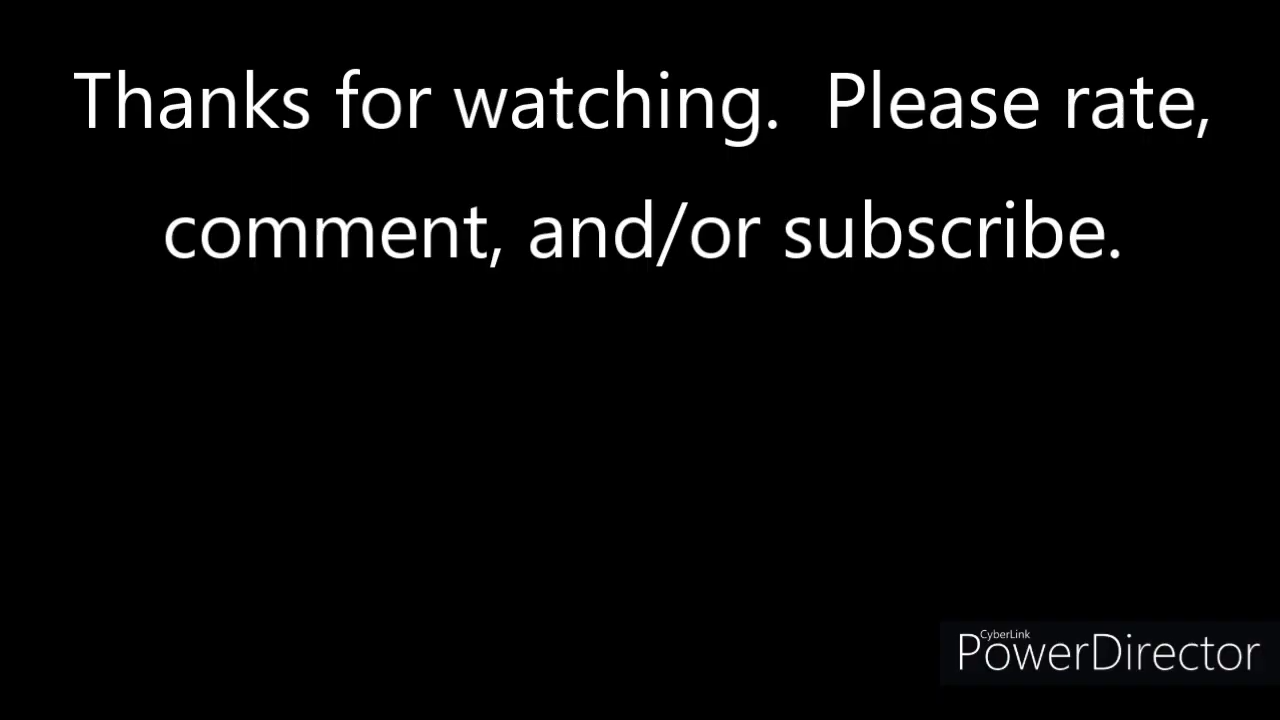 Thanks for watching.  Please rate,
comment, and/or subscribe.
CyberLink
PowerDirector